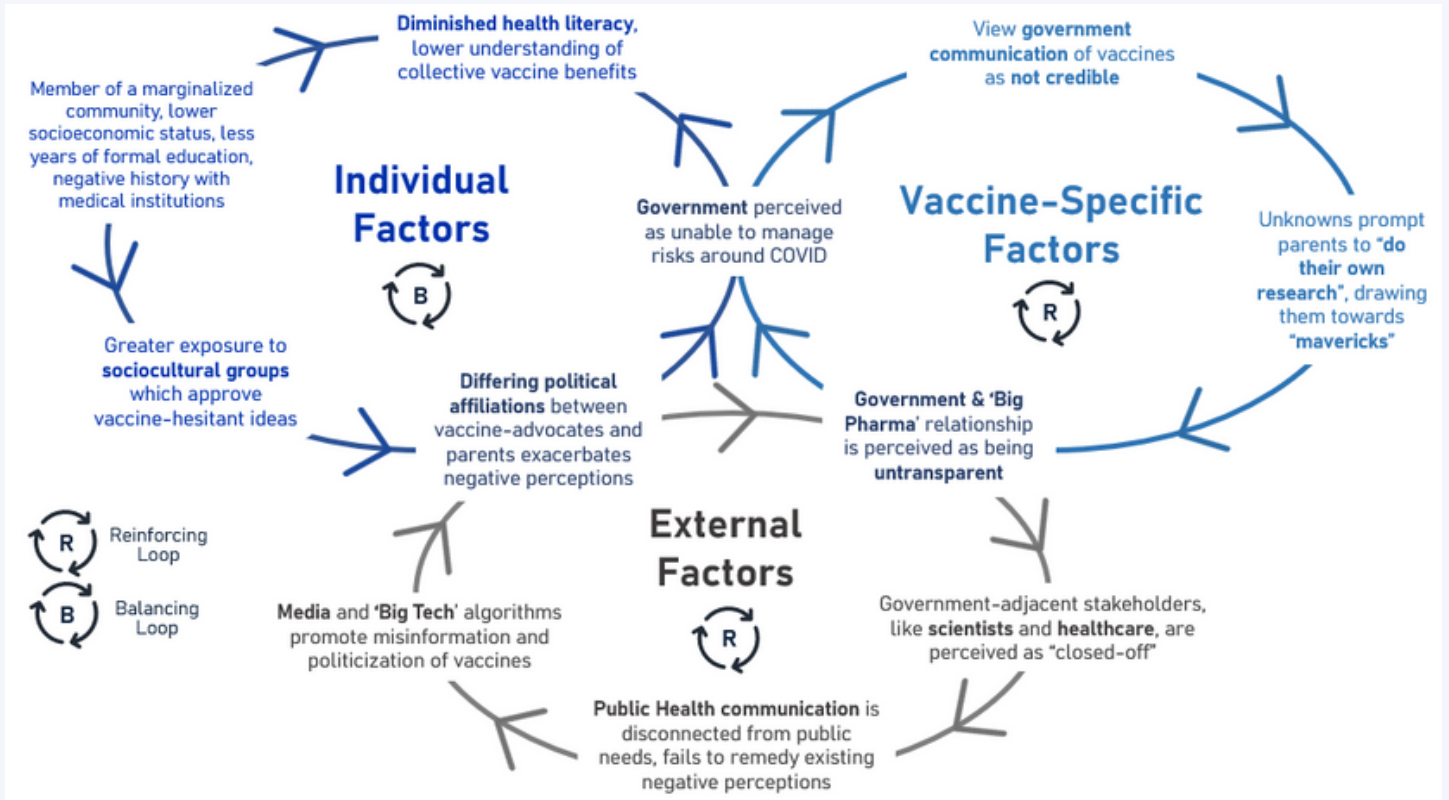 Diminished health literacy,
lower understanding of
collective vaccine benefits
View government
communication of vaccines
as not credible
Member of a marginalized
community, lower
socioeconomic status, less
years of formal education,
negative history with
medical institutions
Individual
Factors
B
Government perceived
as unable to manage
risks around COVID
Vaccine-Specific
Factors
R
Unknowns prompt
parents to “do
their own
research”, drawing
them towards
“mavericks”
Greater exposure to
sociocultural groups
which approve
vaccine-hesitant ideas
Differing political
affiliations between
vaccine-advocates and
parents exacerbates
negative perceptions
Government & ‘Big
Pharma’ relationship
is perceived as being
untransparent
External
Factors
R
R
Reinforcing
Loop
B
Balancing
Loop
Media and ‘Big Tech’ algorithms
promote misinformation and
politicization of vaccines
Government-adjacent stakeholders,
like scientists and healthcare, are
perceived as “closed-off”
Public Health communication is
disconnected from public
needs, fails to remedy existing
negative perceptions